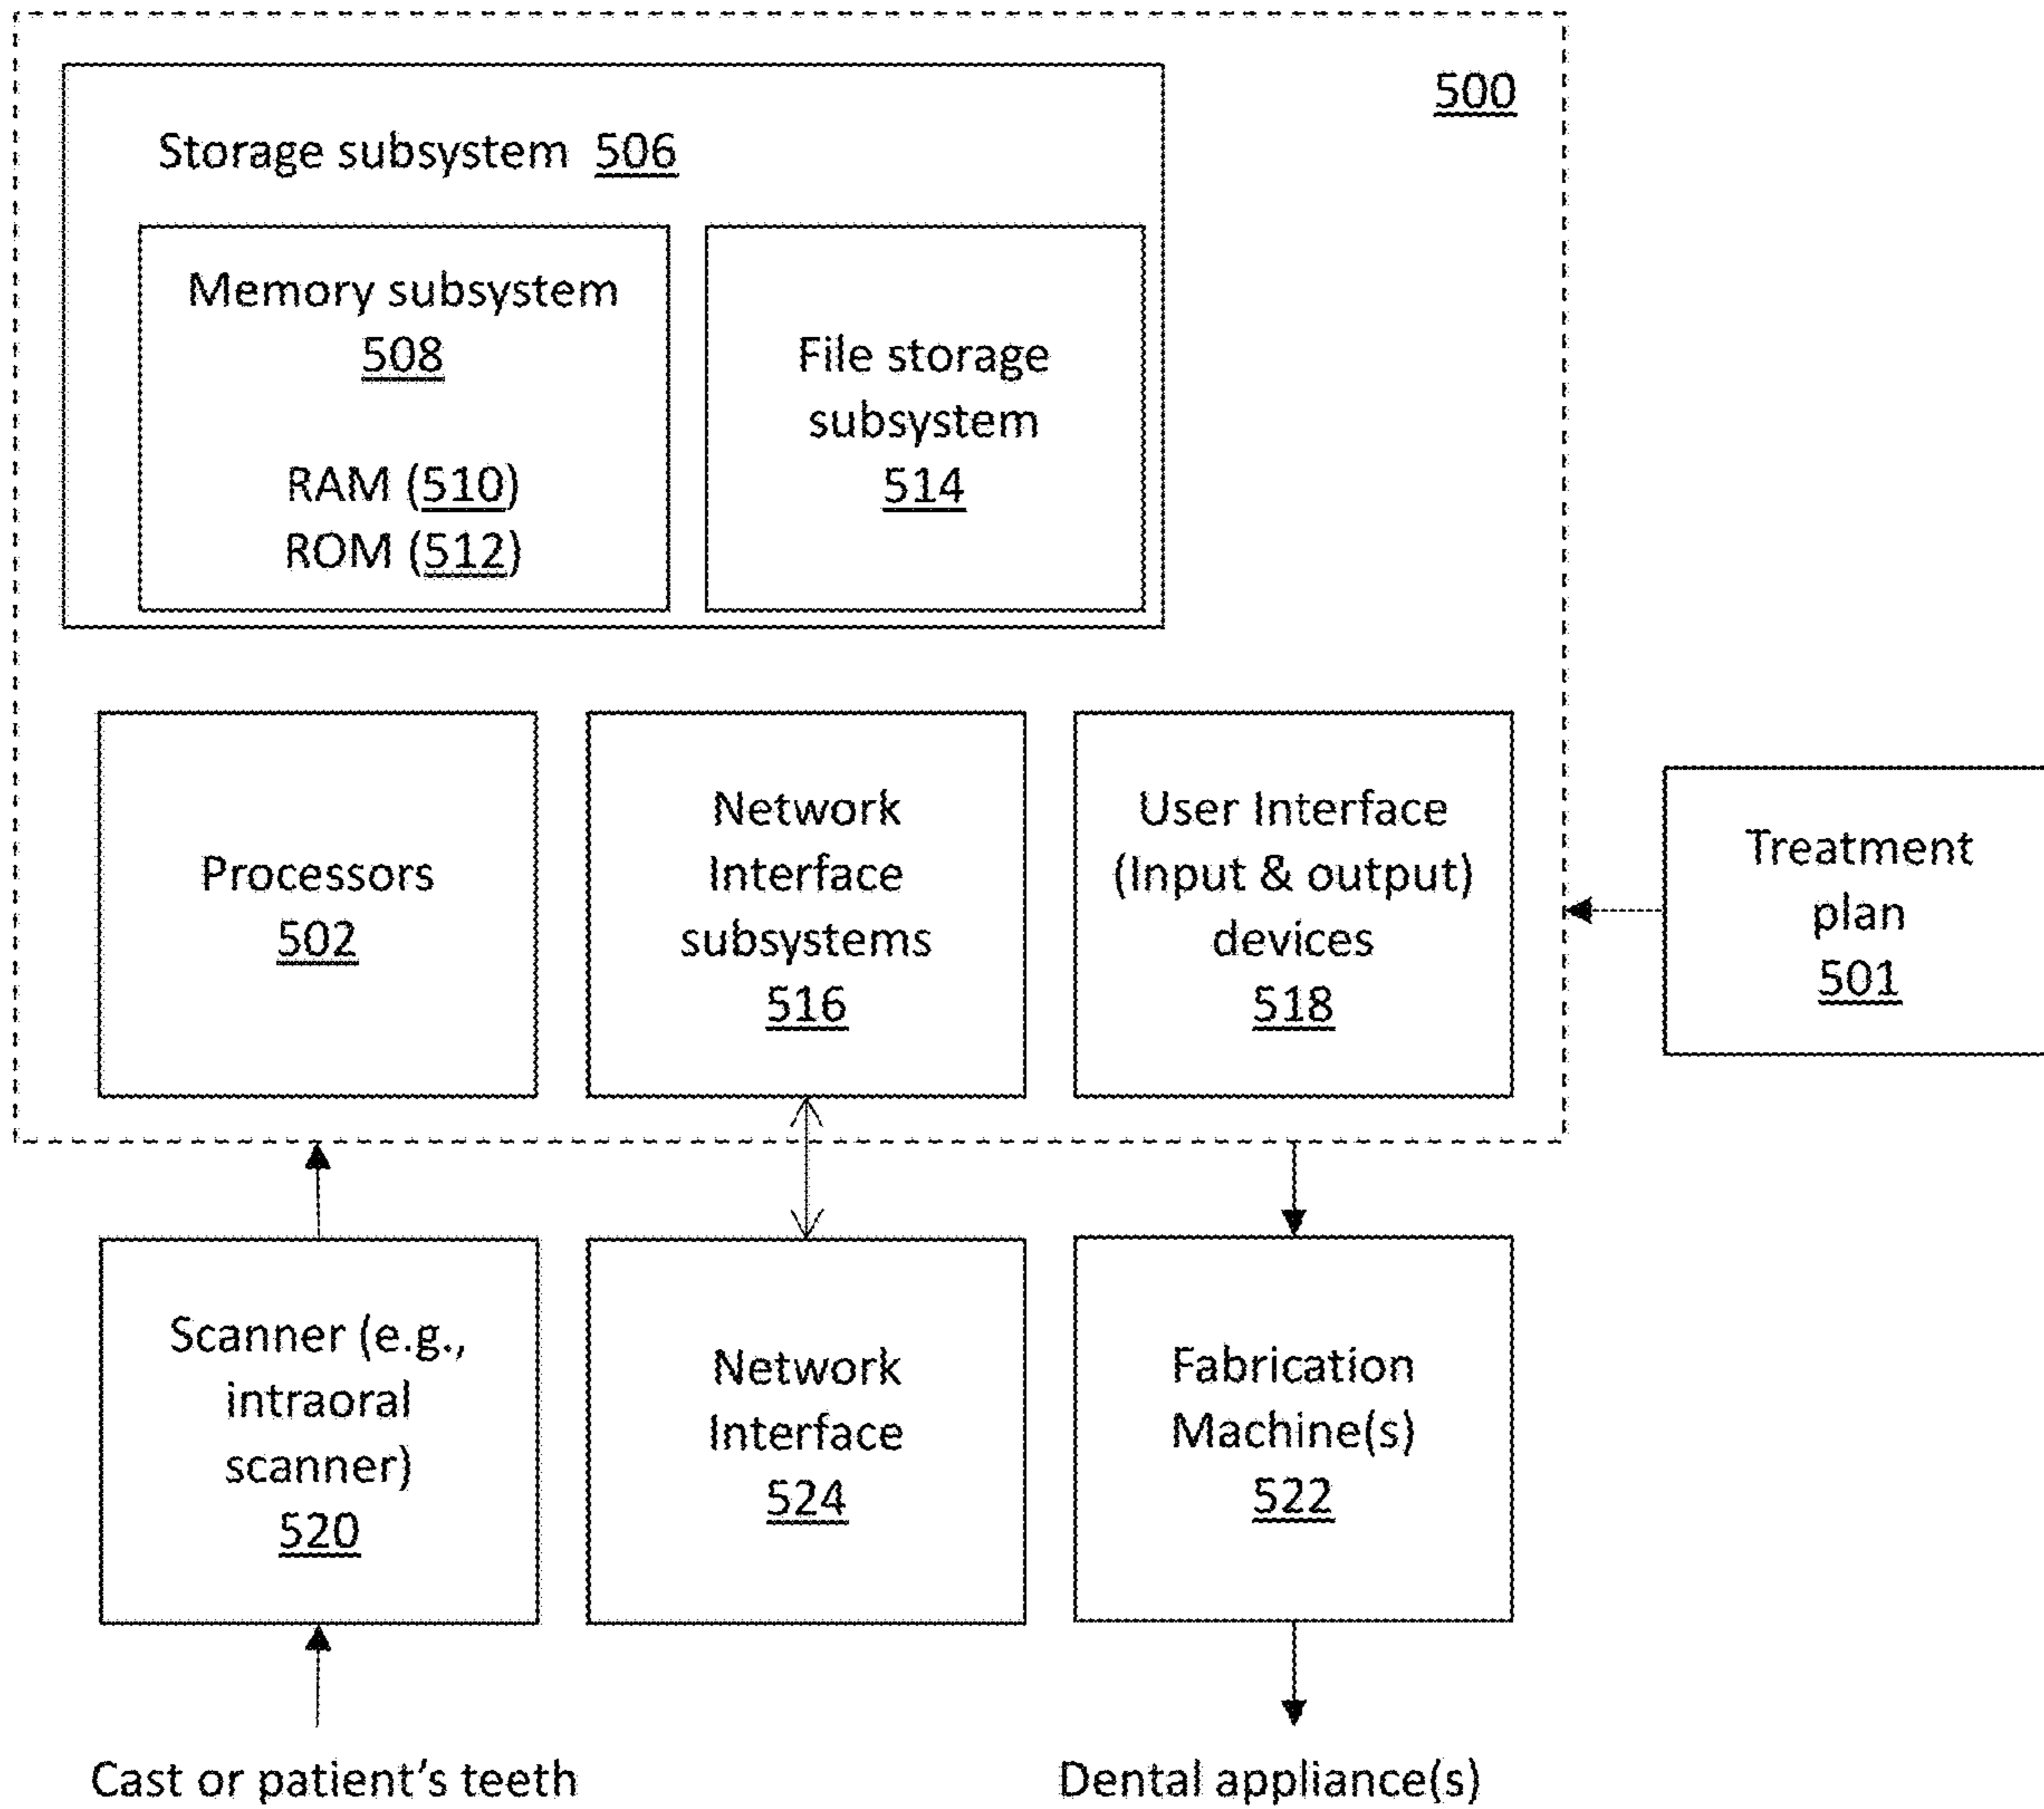 500
Storage subsystem 506
Memory subsystem
508
RAM (510)
ROM (512)
File storage
subsystem
514
Processors
502
Network
Interface
subsystems
516
User Interface
(Input & output)
devices
518
Treatment
plan
501
Scanner (e.g.,
intraoral
scanner)
520
Network
Interface
524
Fabrication
Machine(s)
522
Cast or patient's teeth
Dental appliance(s)